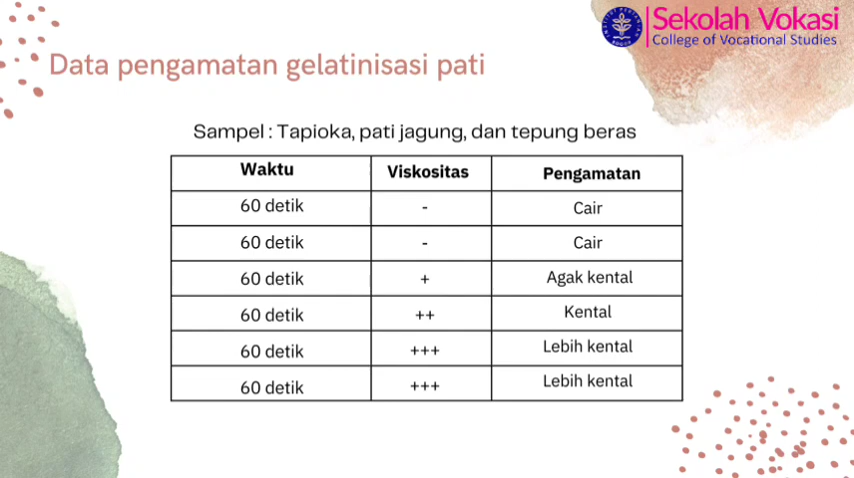 Sekolah Vokasi
College of Vocational Studies
Data pengamatan gelatinisasi pati
Sampel : Tapioka, pati jagung, dan tepung beras
Waktu Viskositas Pengamatan
60 detik - Cair
60 detik - Cair
60 detik + Agak kental
60 detik ++ Kental
60 detik +++ Lebih kental
60 detik +++ Lebih kental